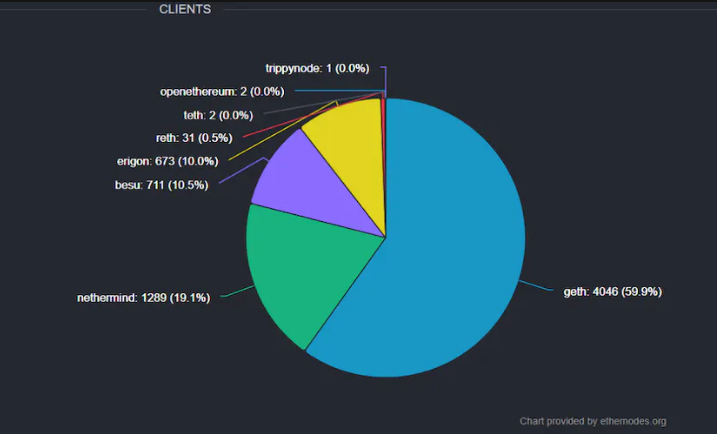 CLIENTS
trippynode: 1 (0.0%)
openethereum: 2 (0.0%)
teth: 2 (0.0%)
reth: 31 (0.5%)
erigon: 673 (10.0%)
besu: 711 (10.5%)
nethermind: 1289 (19.1%)
geth: 4046 (59.9%)
Chart provided by ethernodes.org